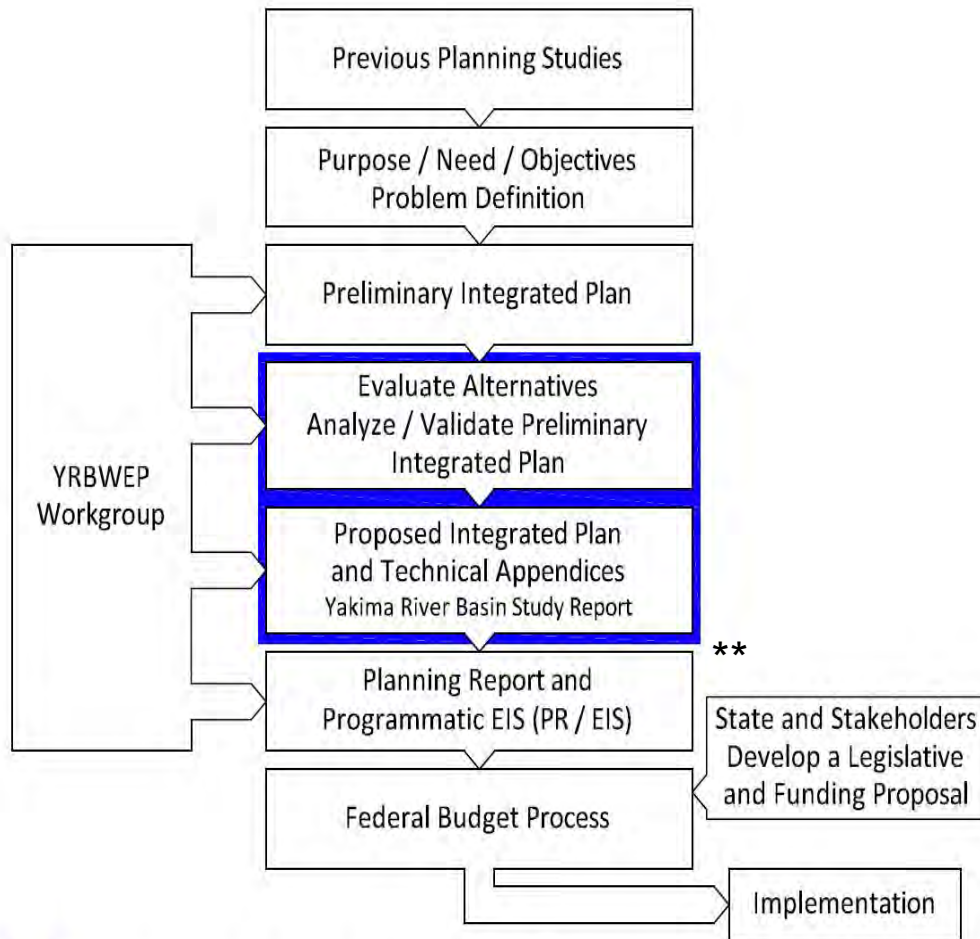 Previous Planning Studies
Purpose / Need / Objectives
Problem Definition
Preliminary Integrated Plan
Evaluate Alternatives
Analyze / Validate Preliminary
Integrated Plan
YRBWEP
Workgroup
Proposed Integrated Plan
and Technical Appendices
Yakima River Basin Study Report
**
Planning Report and
Programmatic EIS (PR / EIS)
State and Stakeholders
Develop a Legislative
and Funding Proposal
Federal Budget Process
Implementation